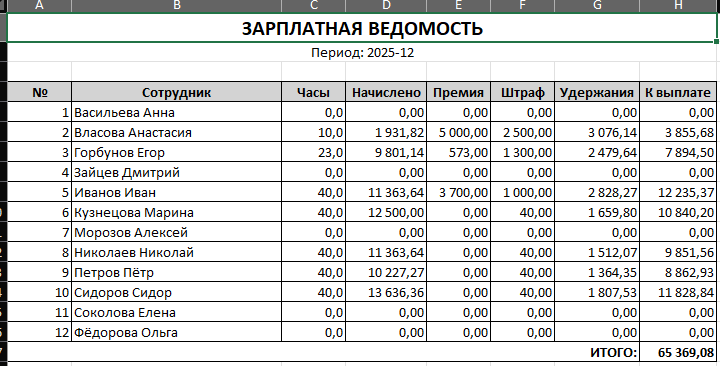 A B C D E F G H
ЗАРПЛАТНАЯ ВЕДОМОСТЬ
Период: 2025-12
№ Сотрудник Часы Начислено Премия Штраф Удержания К выплате
1 Васильева Анна 0,0 0,00 0,00 0,00 0,00 0,00
2 Власова Анастасия 10,0 1 931,82 5 000,00 2 500,00 3 076,14 3 855,68
3 Горбунов Егор 23,0 9 801,14 573,00 1 300,00 2 479,64 7 894,50
4 Зайцев Дмитрий 0,0 0,00 0,00 0,00 0,00 0,00
5 Иванов Иван 40,0 11 363,64 3 700,00 1 000,00 2 828,27 12 235,37
6 Кузнецова Марина 40,0 12 500,00 0,00 40,00 1 659,80 10 840,20
7 Морозов Алексей 0,0 0,00 0,00 0,00 0,00 0,00
8 Николаев Николай 40,0 11 363,64 0,00 40,00 1 512,07 9 851,56
9 Петров Пётр 40,0 10 227,27 0,00 40,00 1 364,35 8 862,93
10 Сидоров Сидор 40,0 13 636,36 0,00 40,00 1 807,53 11 828,84
11 Соколова Елена 0,0 0,00 0,00 0,00 0,00 0,00
12 Фёдорова Ольга 0,0 0,00 0,00 0,00 0,00 0,00
ИТОГО: 65 369,08